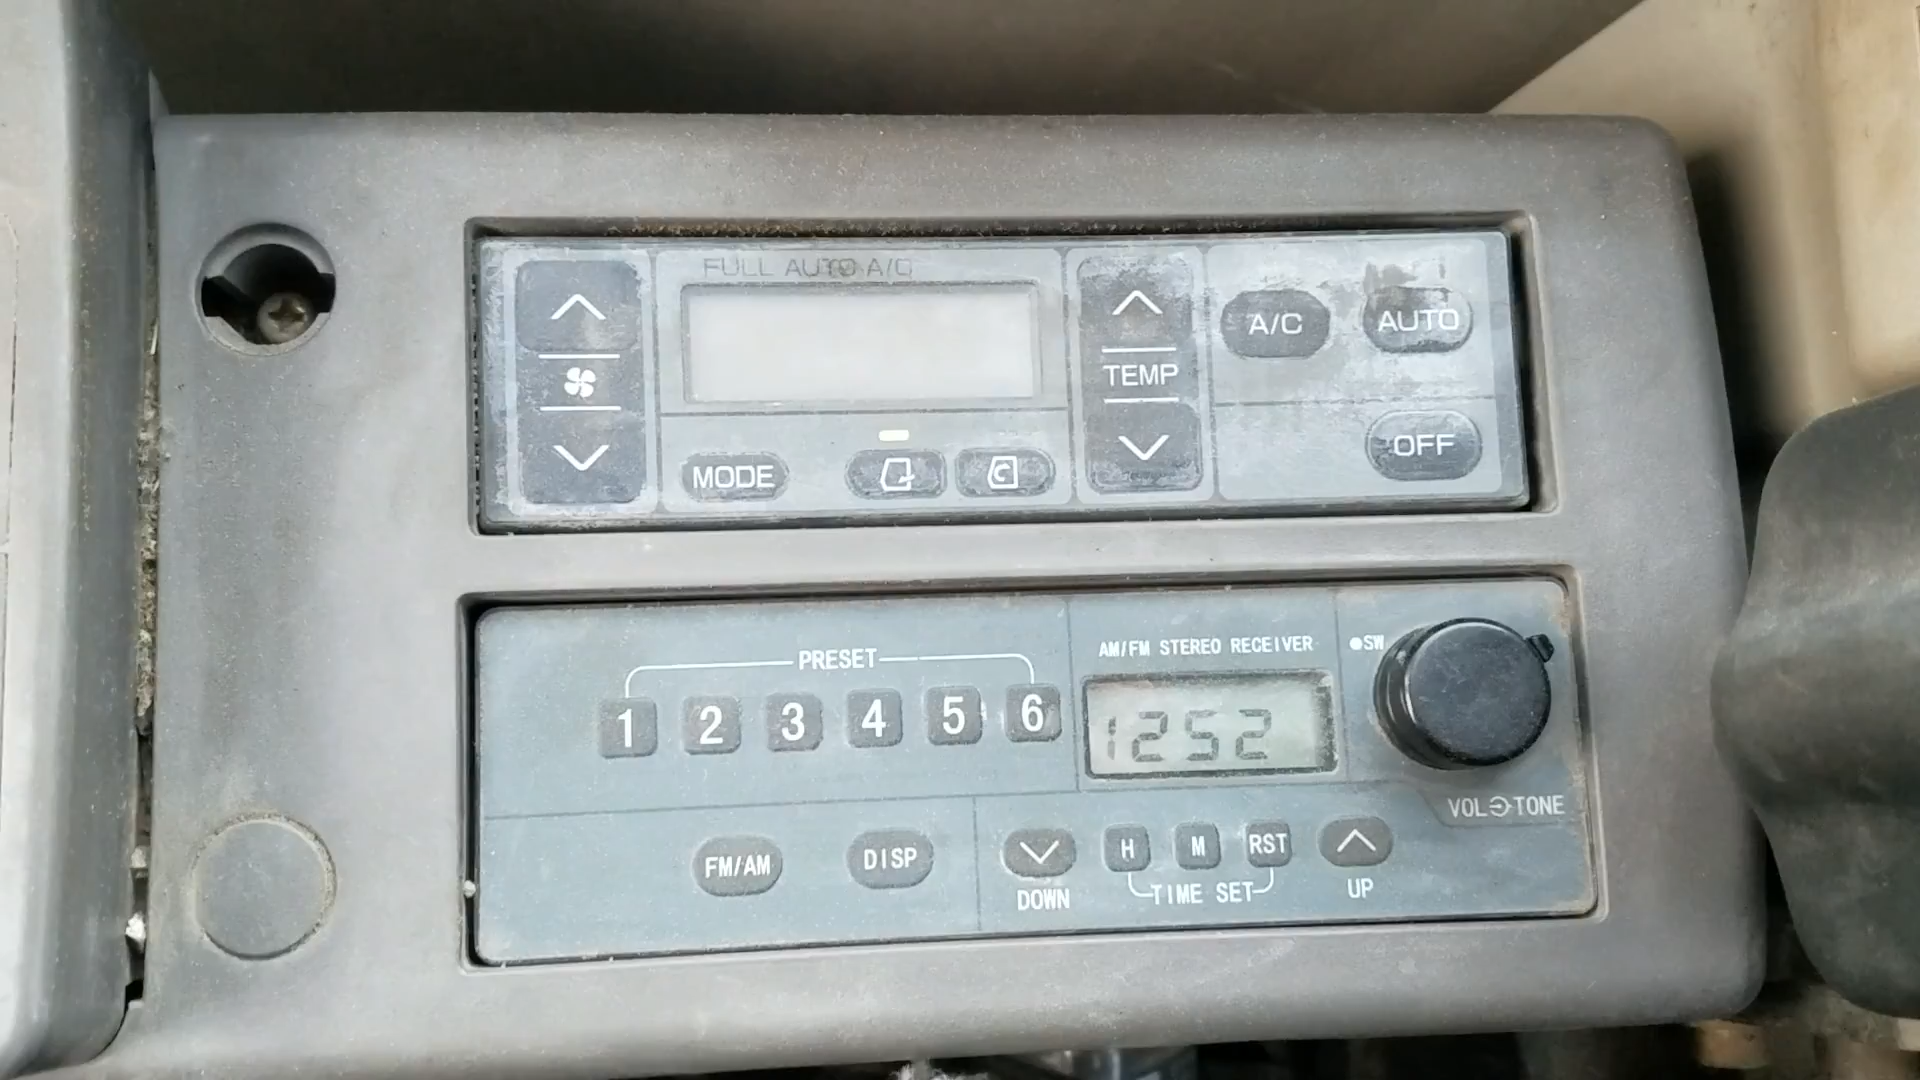 FULL AUTO A/C
A/C
AUTO
TEMP
MODE
OFF
PRESET
AM/FM STEREO RECEIVER
●SW
1 2 3 4 5 6
1252
VOL TONE
FM/AM
DISP
H
M
RST
DOWN
TIME SET
UP